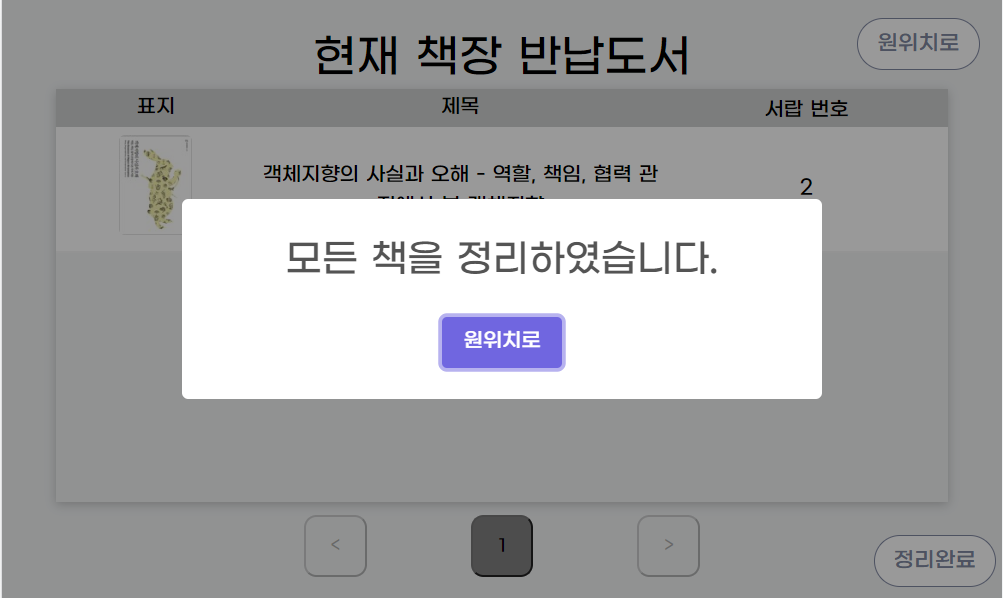 현재 책장 반납도서
원위치로
표지 제목 서랍 번호
객체지향의 사실과 오해 - 역할, 책임, 협력 관
2
모든 책을 정리하였습니다.
원위치로
< 1 >
정리완료